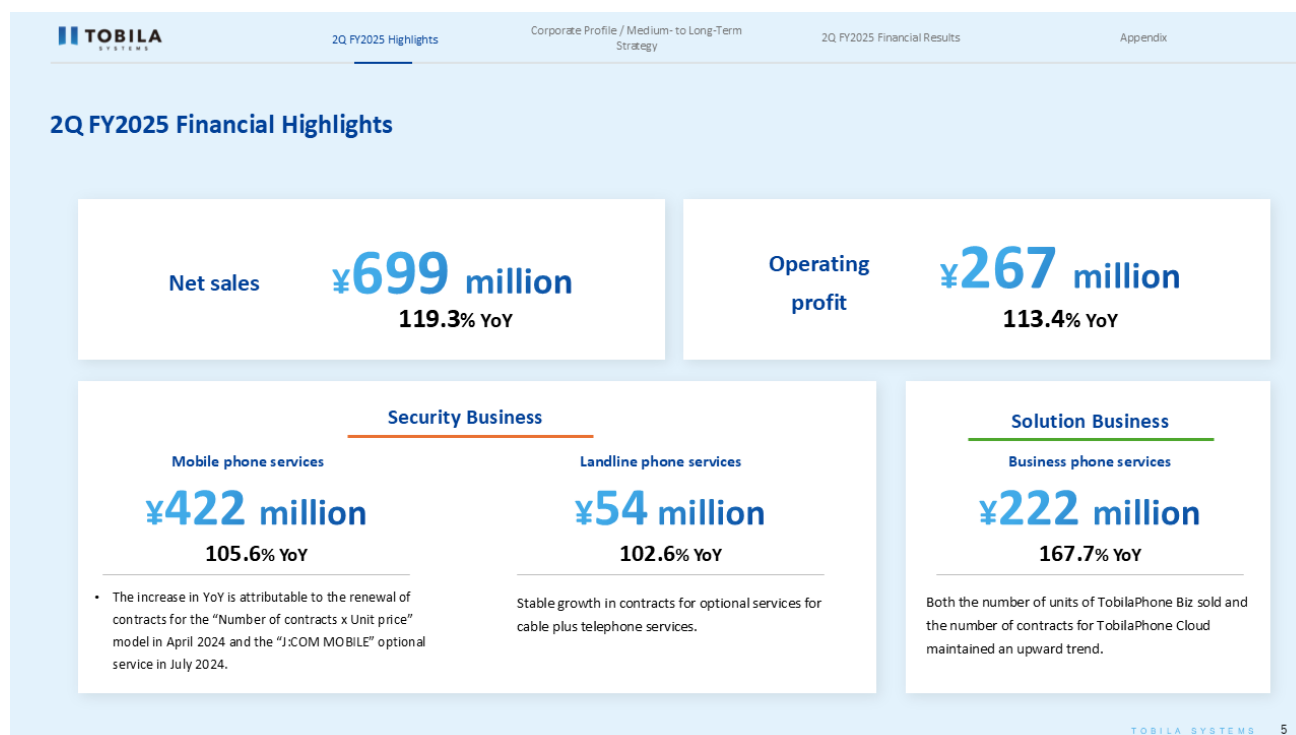 TOBILA
SYSTEMS
2Q FY2025 Highlights
Corporate Profile / Medium- to Long-Term
Strategy
2Q FY2025 Financial Results
Appendix
2Q FY2025 Financial Highlights
Net sales
¥699 million
119.3% YoY
Operating
profit
¥267 million
113.4% YoY
Security Business
Mobile phone services
¥422 million
105.6% YoY
• The increase in YoY is attributable to the renewal of
contracts for the “Number of contracts x Unit price”
model in April 2024 and the “J:COM MOBILE” optional
service in July 2024.
Landline phone services
¥54 million
102.6% YoY
Stable growth in contracts for optional services for
cable plus telephone services.
Solution Business
Business phone services
¥222 million
167.7% YoY
Both the number of units of TobilaPhone Biz sold and
the number of contracts for TobilaPhone Cloud
maintained an upward trend.
TOBILA SYSTEMS 5